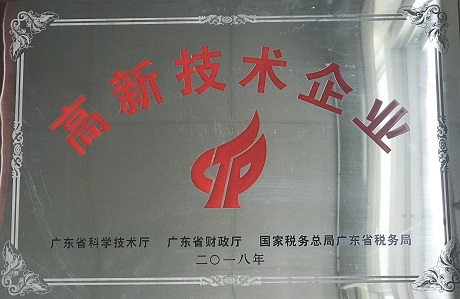 高新技术企业
广东省科学技术厅 广东省财政厅 国家税务总局广东省税务局
二〇一八年